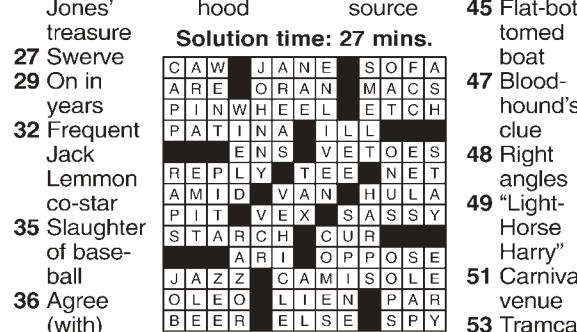 Jones'
treasure
27 Swerve
29 On in
years
32 Frequent
Jack
Lemmon
co-star
35 Slaughter
of base-
ball
36 Agree
(with)
hood source
Solution time: 27 mins.
C A W J A N E S O F A
A R E O R A N M A C S
P I N W H E E L E T C H
P A T I N A I L L
E N S V E T O E S
R E P L Y T E E N E T
A M I D V A N H U L A
P I T V E X S A S S Y
S T A R C H C U R
A R I O P P O S E
J A Z Z C A M I S O L E
O L E O L I E N P A R
B E E R E L S E S P Y
45 Flat-bot
tomed
boat
47 Blood-
hound's
clue
48 Right
angles
49 “Light-
Horse
Harry”
51 Carniva
venue
53 Tramca